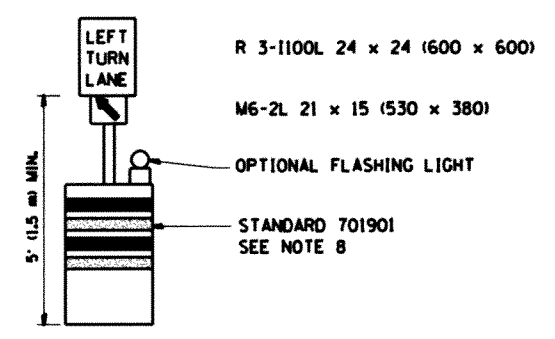 LEFT
TURN
LANE
R 3-I100L 24 x 24 (600 x 600)
M6-2L 21 x 15 (530 x 380)
OPTIONAL FLASHING LIGHT
STANDARD 701901
SEE NOTE 8
5' (1.5 m) MIN.